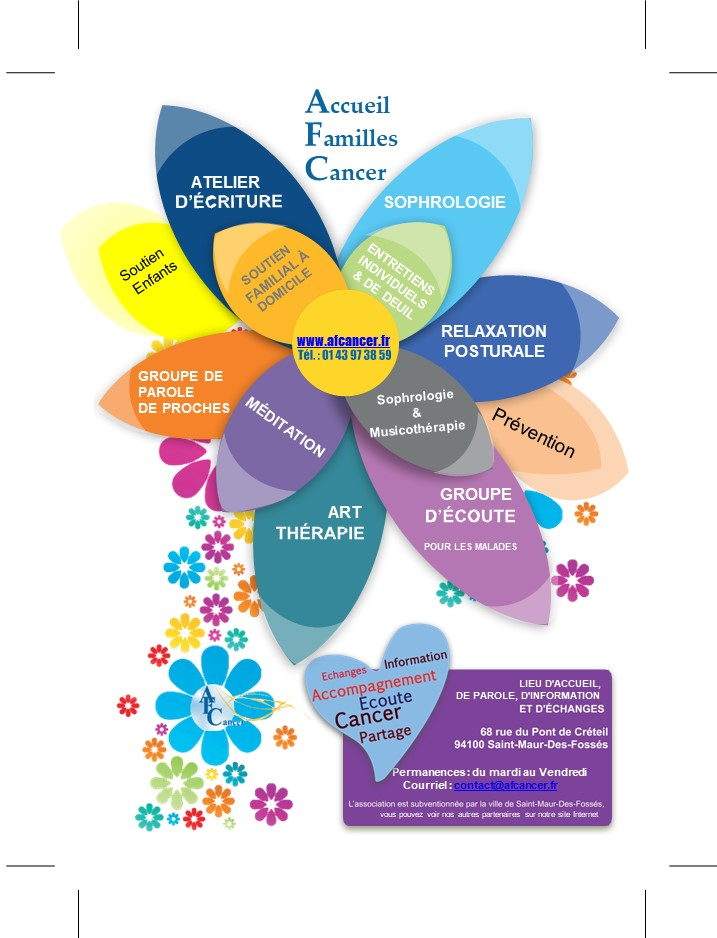 Accueil
Familles
Cancer
ATELIER
D'ÉCRITURE
SOPHROLOGIE
Soutien
Enfants
SOUTIEN
FAMILIAL À
DOMICILE
ENTRETIENS
INDIVIDUELS
& DE DEUIL
www.afcancer.fr
Tél. : 01 43 97 38 59
RELAXATION
POSTURALE
GROUPE DE
PAROLE
DE PROCHES
MÉDITATION
Sophrologie
&
Musicothérapie
Prévention
ART
THÉRAPIE
GROUPE
D'ÉCOUTE
POUR LES MALADES
AFCancer
Echanges
Information
Accompagnement
Ecoute
Cancer
Partage
LIEU D'ACCUEIL,
DE PAROLE, D'INFORMATION
ET D'ÉCHANGES
68 rue du Pont de Créteil
94100 Saint-Maur-Des-Fossés
Permanences : du mardi au Vendredi
Courriel : contact@afcancer.fr
L'association est subventionnée par la ville de Saint-Maur-Des-Fossés,
vous pouvez voir nos autres partenaires sur notre site Internet